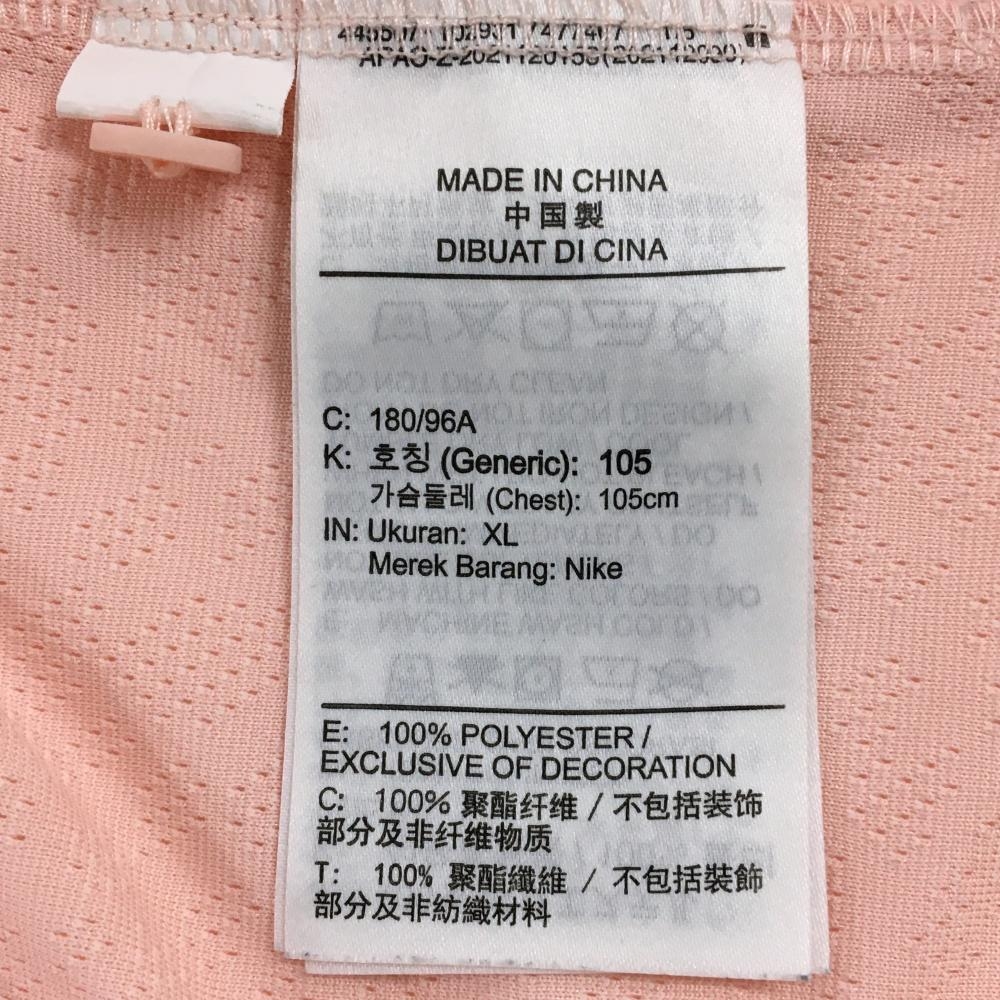 MADE IN CHINA
中国製
DIBUAT DI CINA
C: 180/96A
K: 호칭 (Generic): 105
가슴둘레 (Chest): 105cm
IN: Ukuran: XL
Merek Barang: Nike
E: 100% POLYESTER /
EXCLUSIVE OF DECORATION
C: 100% 聚酯纤维 / 不包括装饰
部分及非纤维物质
T: 100% 聚酯纖維 / 不包括裝飾
部分及非紡織材料